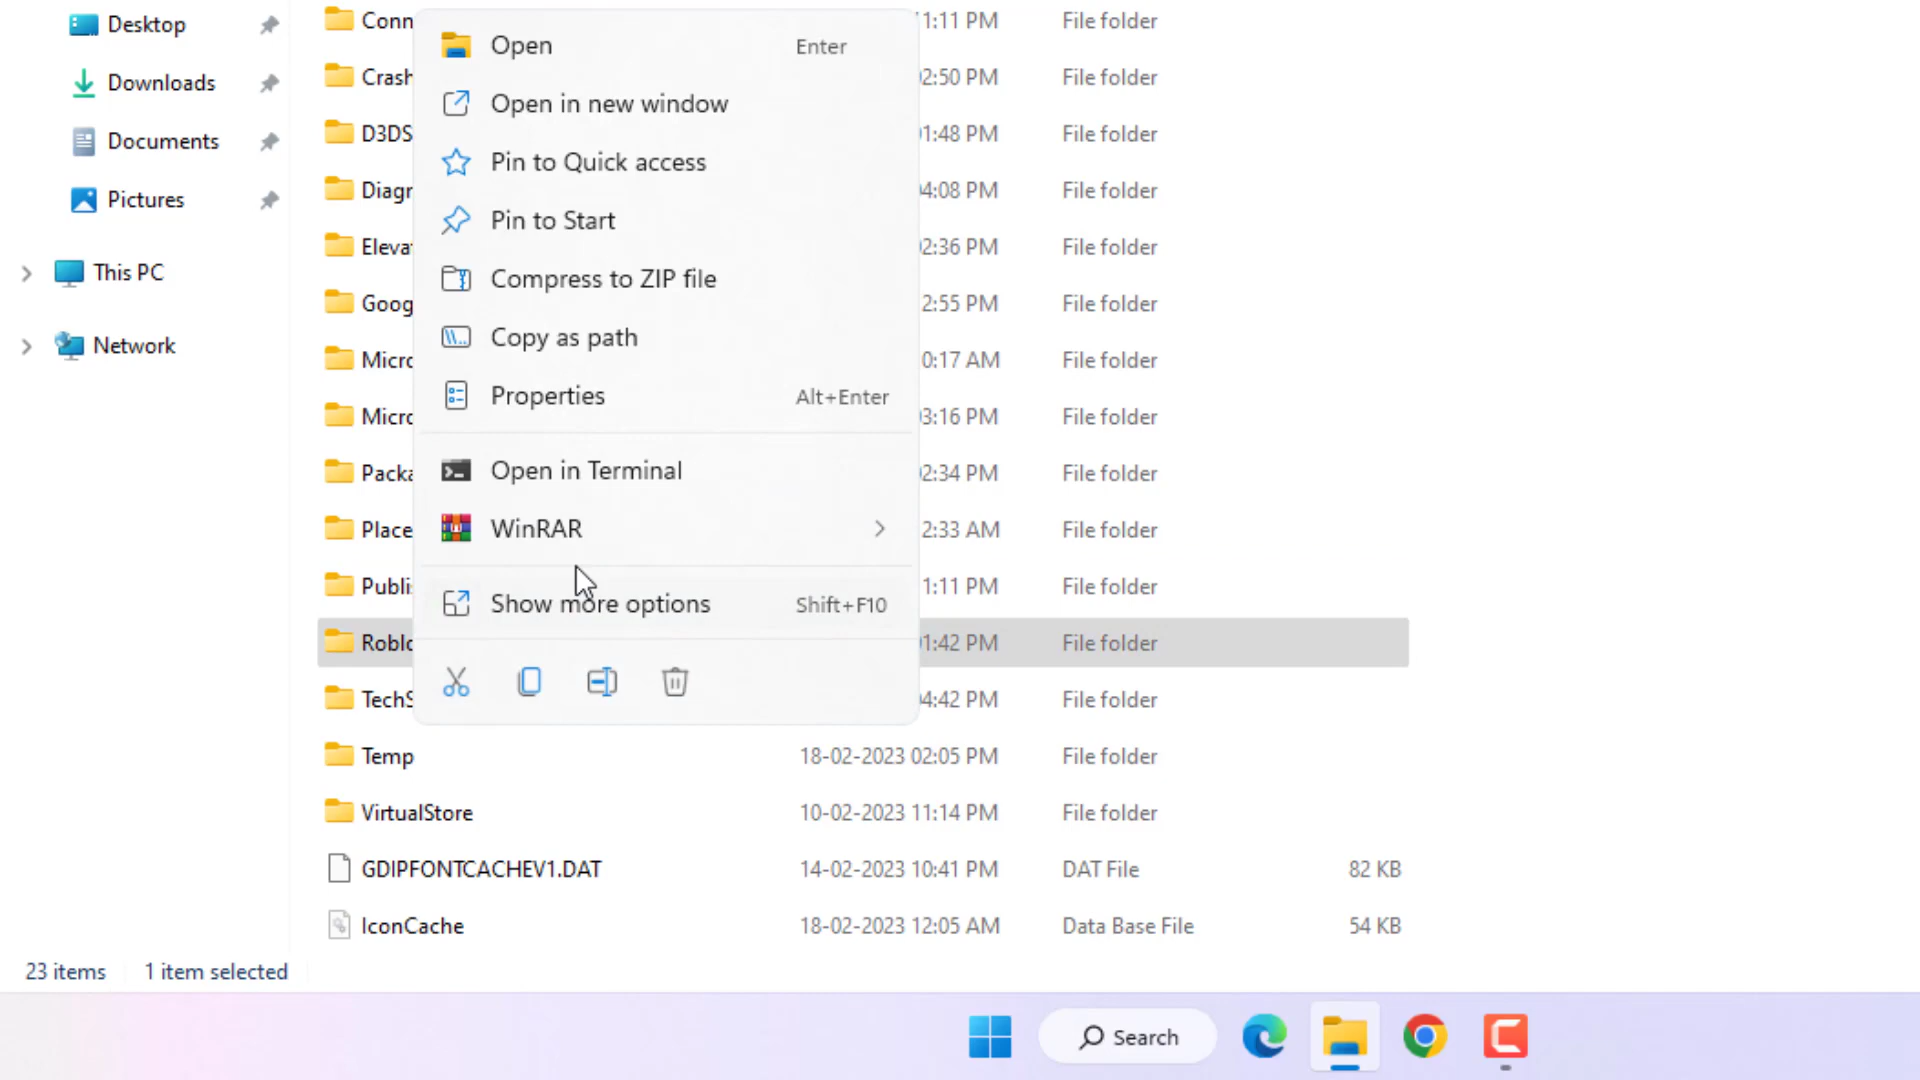 Desktop
Downloads
Documents
Pictures
This PC
Network
Conn 1:11 PM File folder
Crash 2:50 PM File folder
D3DS 1:48 PM File folder
Diagn 4:08 PM File folder
Eleva 2:36 PM File folder
Goog 2:55 PM File folder
Micro 0:17 AM File folder
Micro 3:16 PM File folder
Packa 2:34 PM File folder
Place 2:33 AM File folder
Publi 1:11 PM File folder
Roblo 1:42 PM File folder
TechS 4:42 PM File folder
Temp 18-02-2023 02:05 PM File folder
VirtualStore 10-02-2023 11:14 PM File folder
GDIPFONTCACHEV1.DAT 14-02-2023 10:41 PM DAT File 82 KB
IconCache 18-02-2023 12:05 AM Data Base File 54 KB
Open Enter
Open in new window
Pin to Quick access
Pin to Start
Compress to ZIP file
Copy as path
Properties Alt+Enter
Open in Terminal
WinRAR
Show more options Shift+F10
23 items 1 item selected
Search